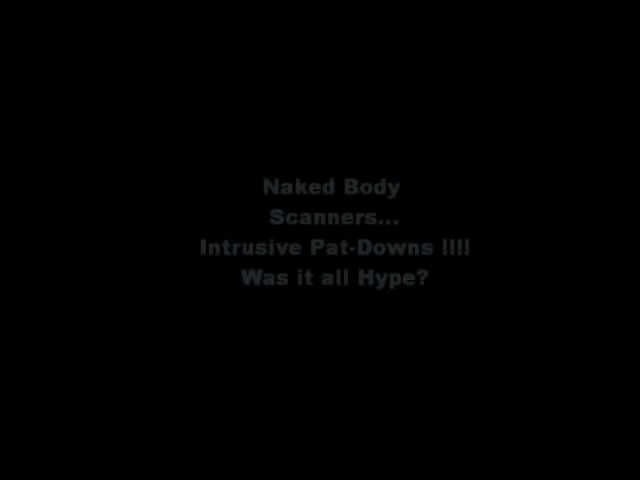 Naked Body
Scanners...
Intrusive Pat-Downs !!!!
Was it all Hype?